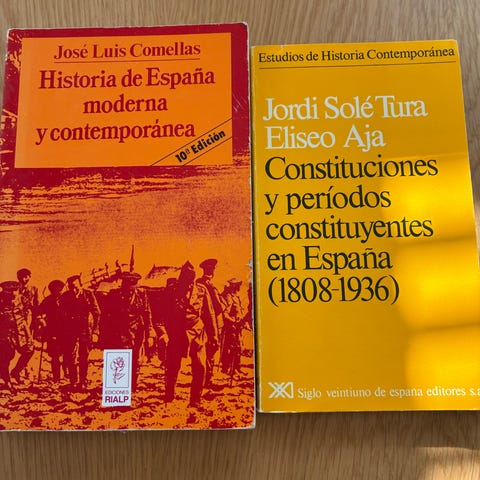 José Luis Comellas
Historia de España
moderna
y contemporánea
10ª Edición
EDICIONES
RIALP
Estudios de Historia Contemporánea
Jordi Solé Tura
Eliseo Aja
Constituciones
y períodos
constituyentes
en España
(1808-1936)
Siglo veintiuno de españa editores s.a